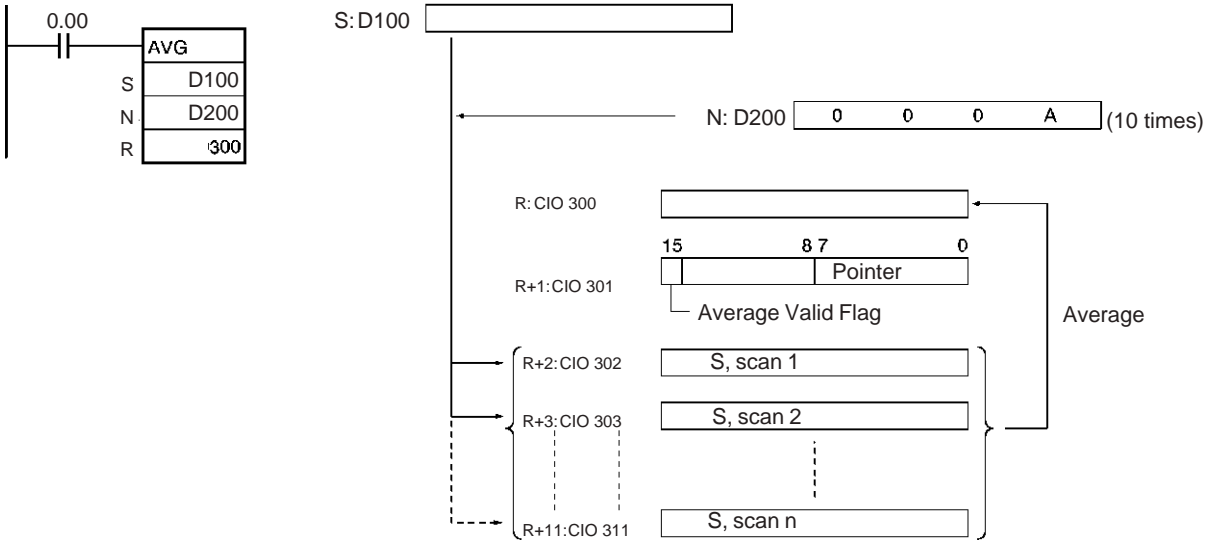 0.00
AVG
S D100
N D200
R 300
S: D100
N: D200 0 0 0 A (10 times)
R: CIO 300
15 8 7 0
R+1: CIO 301 Pointer
Average Valid Flag
Average
R+2: CIO 302 S, scan 1
R+3: CIO 303 S, scan 2
R+11: CIO 311 S, scan n